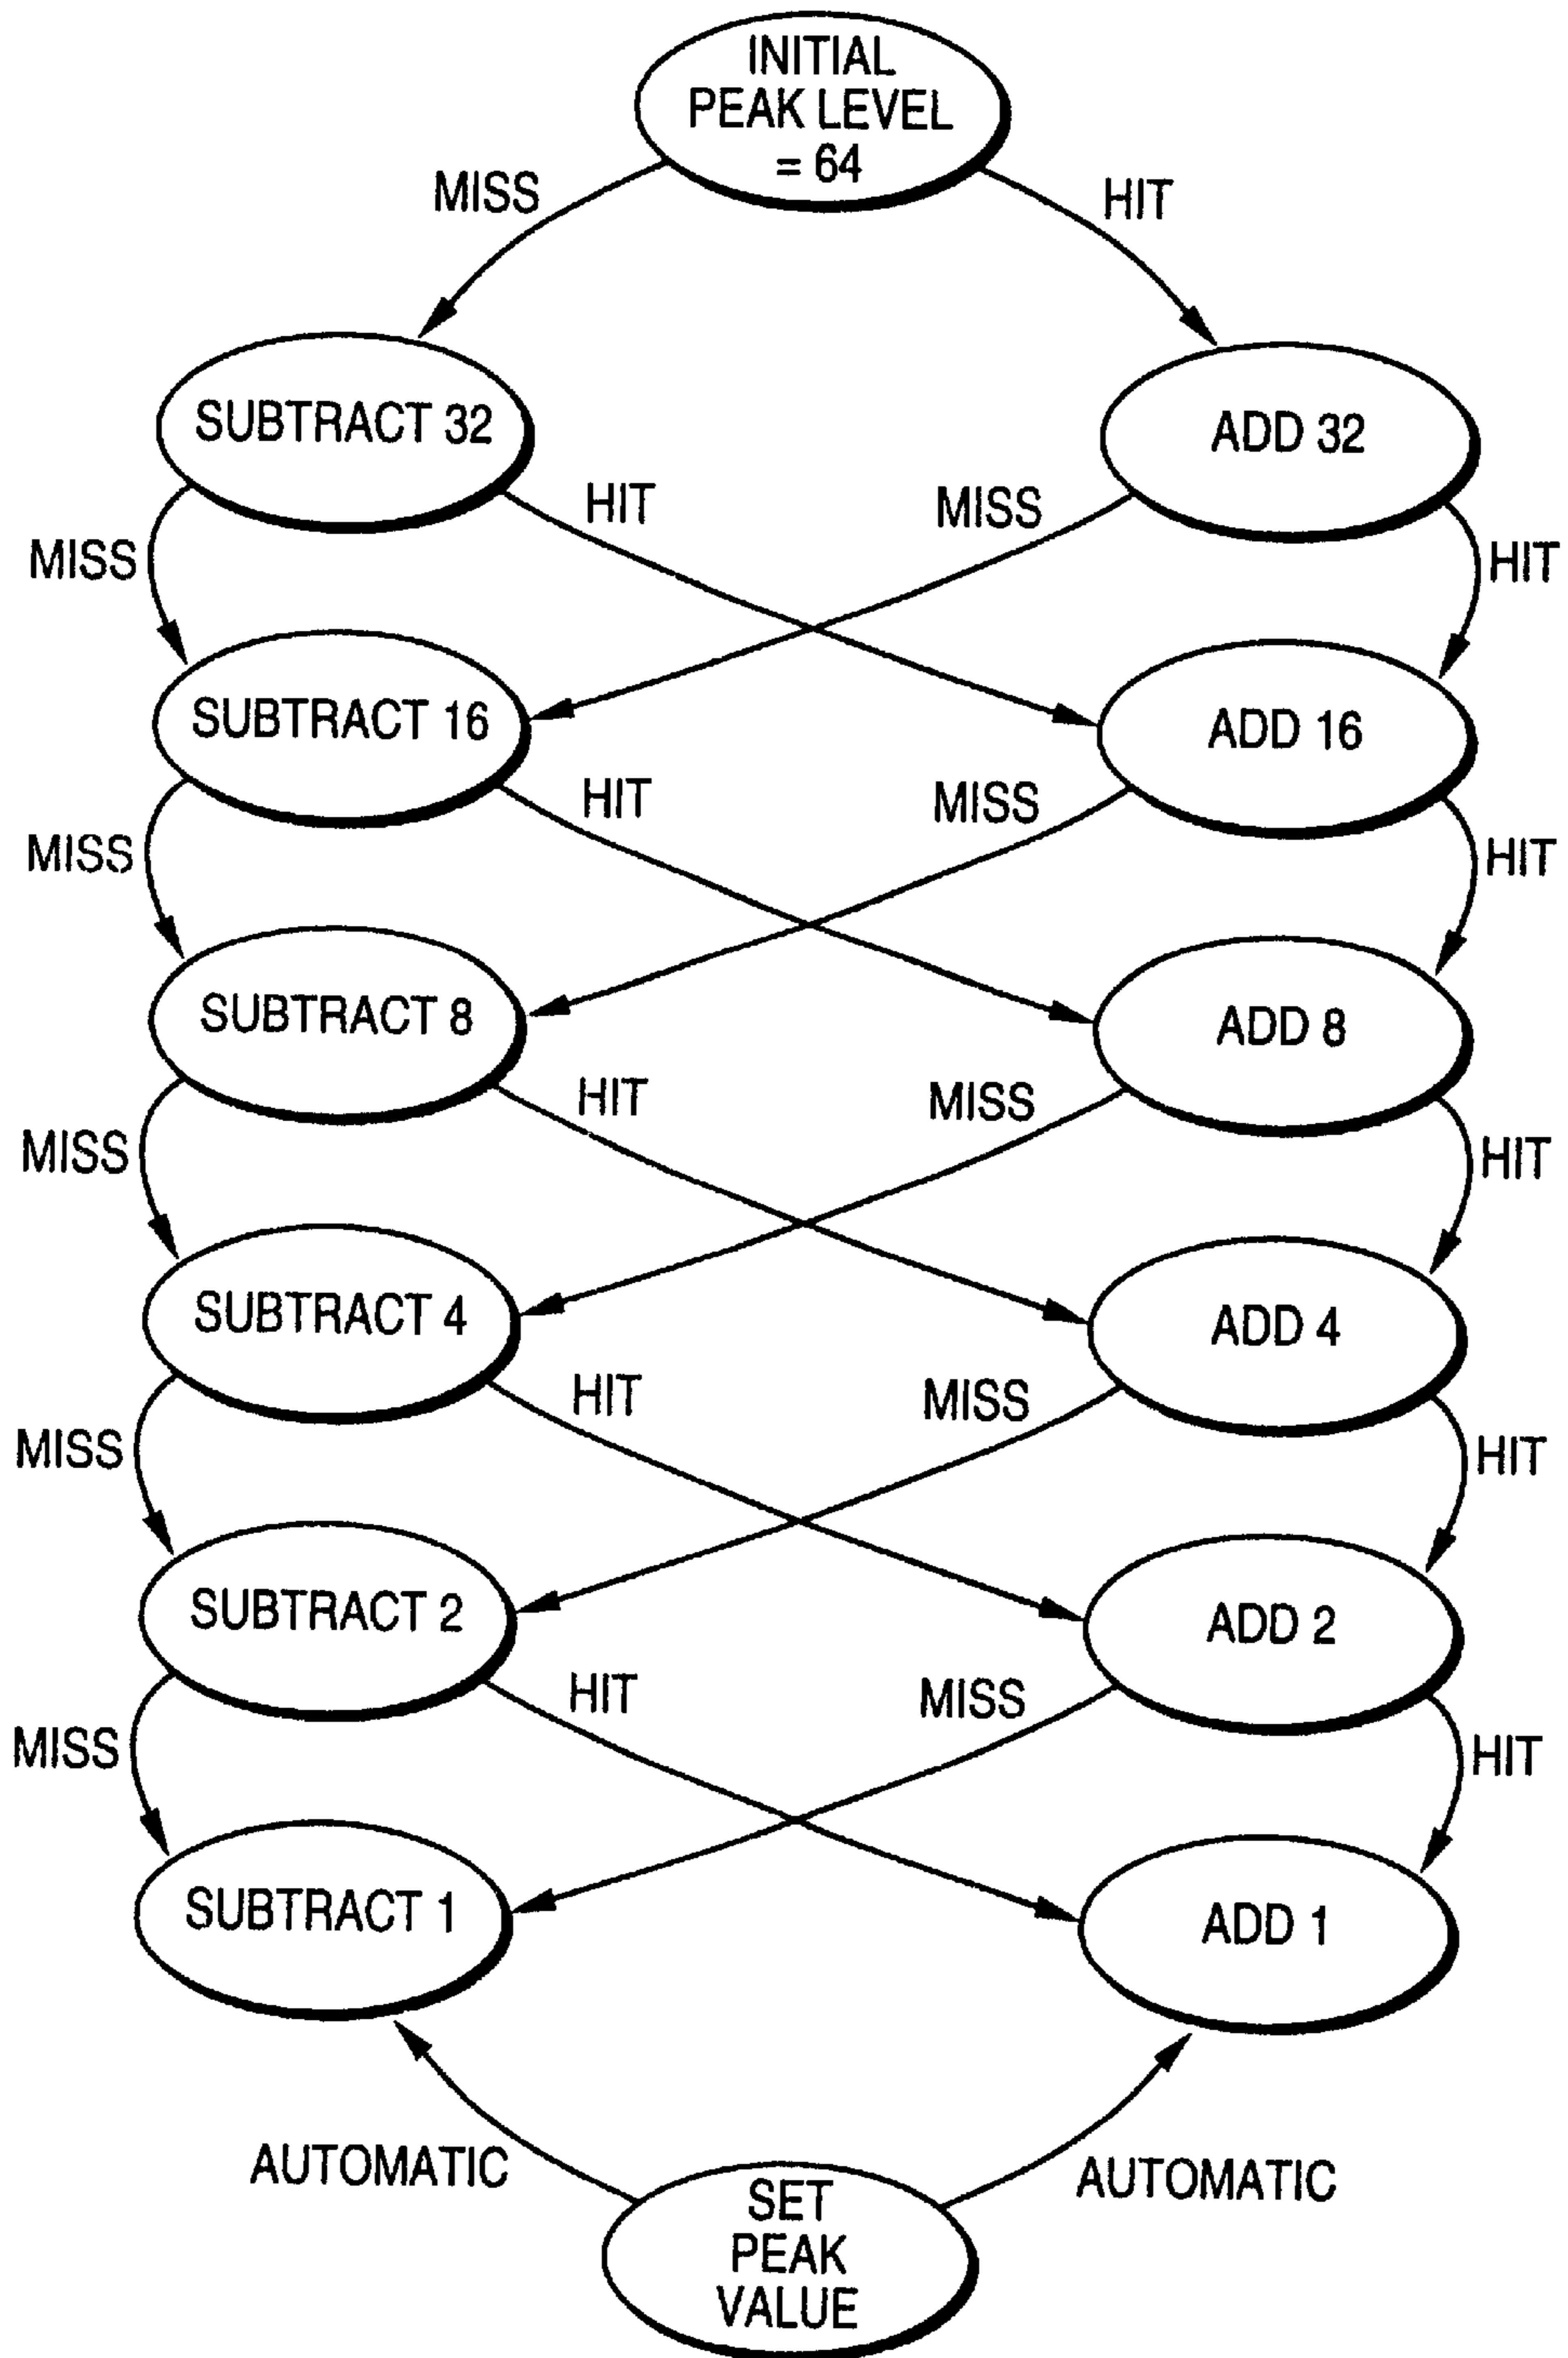 INITIAL
PEAK LEVEL
= 64
MISS
HIT
SUBTRACT 32
ADD 32
HIT
MISS
MISS
HIT
SUBTRACT 16
ADD 16
HIT
MISS
MISS
HIT
SUBTRACT 8
ADD 8
HIT
MISS
MISS
HIT
SUBTRACT 4
ADD 4
HIT
MISS
MISS
HIT
SUBTRACT 2
ADD 2
HIT
MISS
MISS
HIT
SUBTRACT 1
ADD 1
AUTOMATIC
AUTOMATIC
SET
PEAK
VALUE